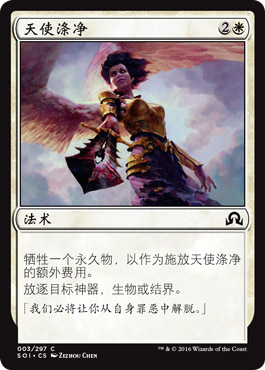 天使涤净 2
法术
牺牲一个永久物，以作为施放天使涤净
的额外费用。
放逐目标神器，生物或结界。
「我们必将让你从自身罪恶中解脱。」
003/297 C
SOI • CS Zizhou Chen
™ & © 2016 Wizards of the Coast